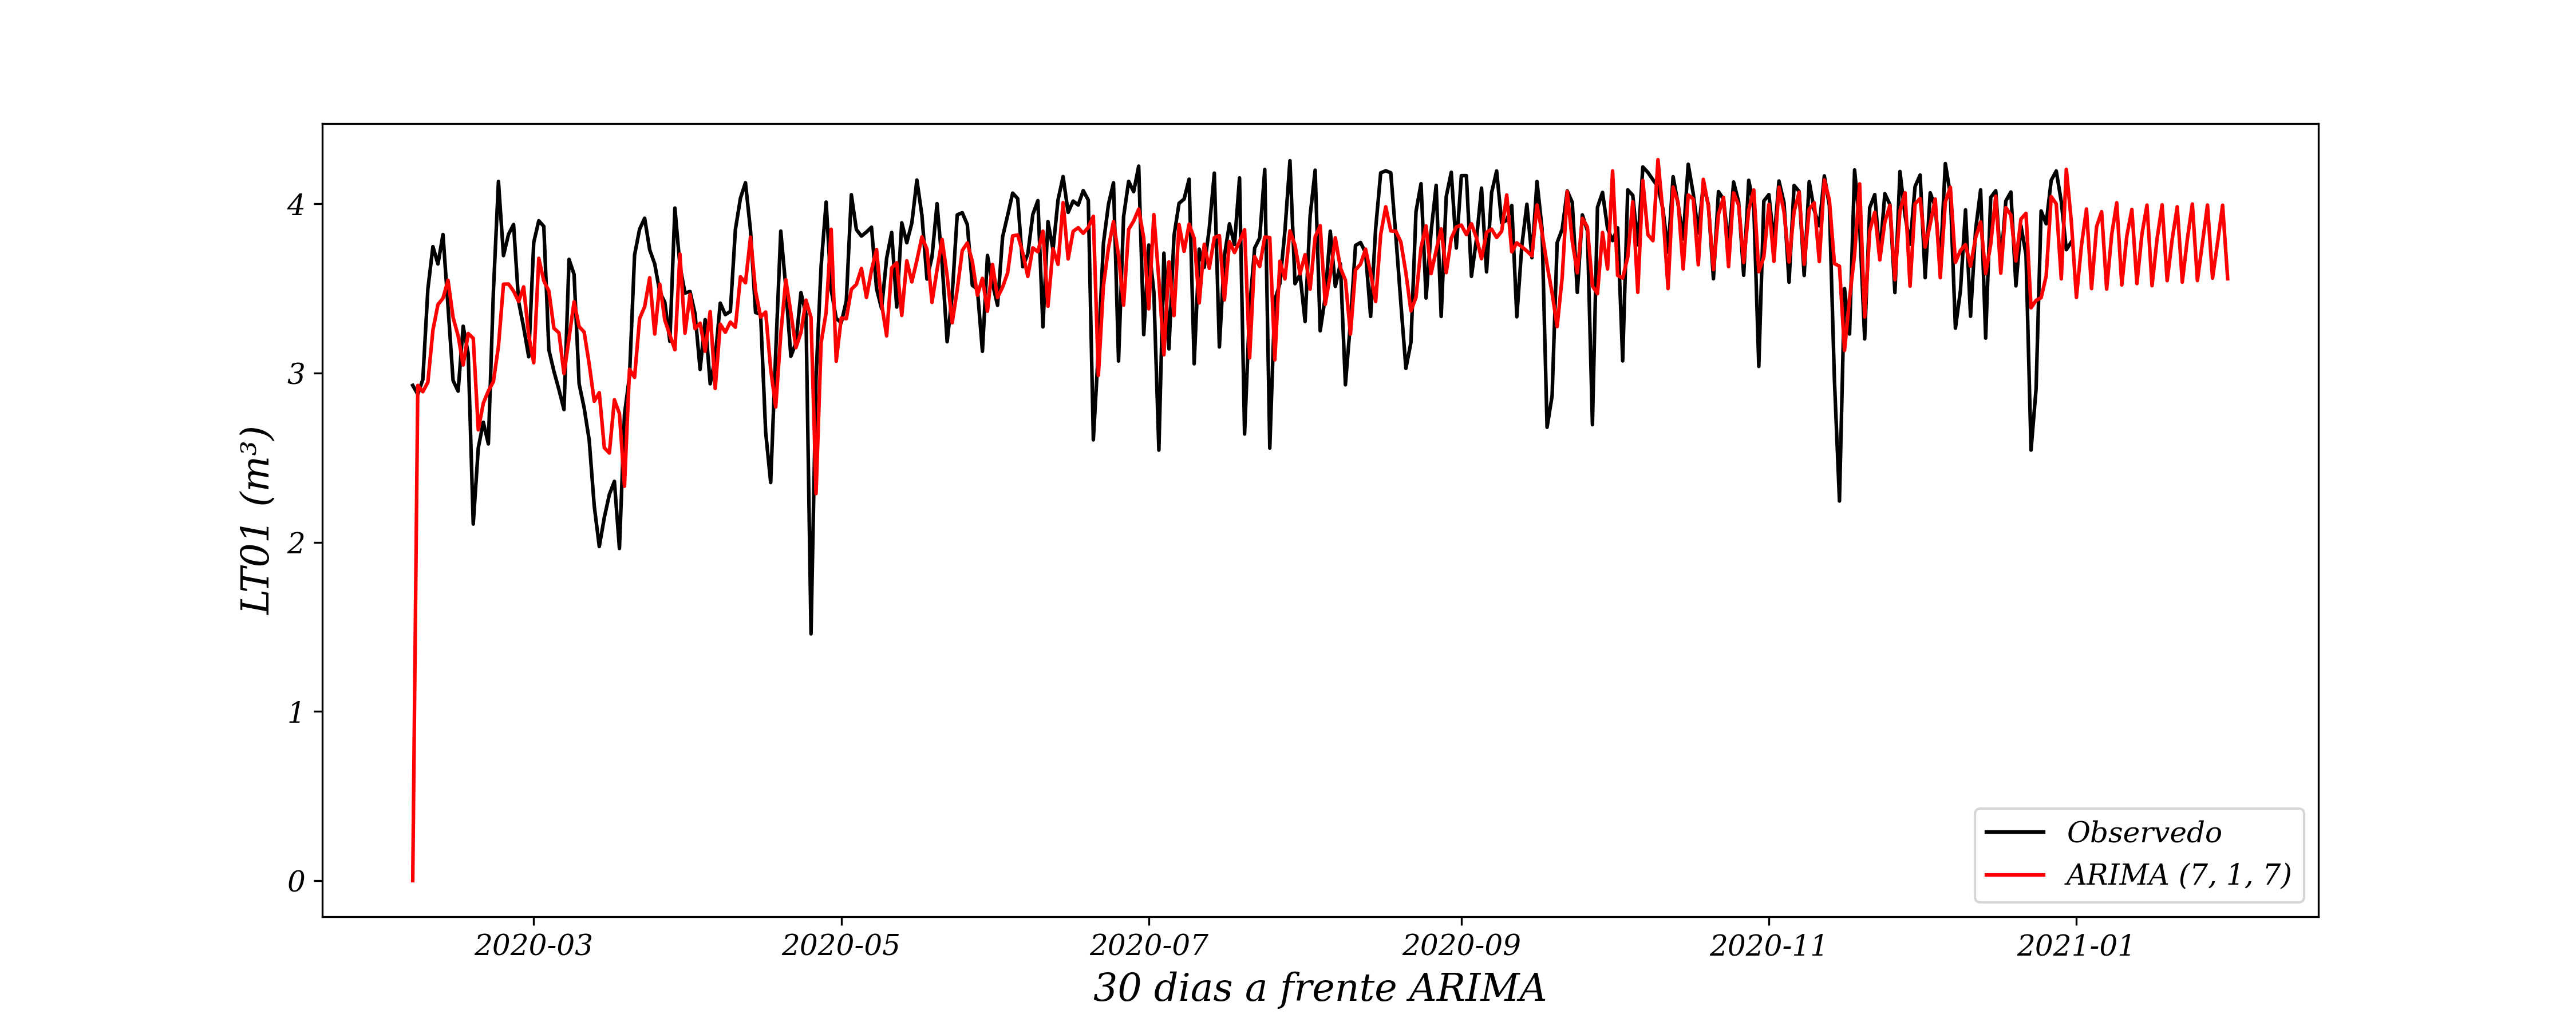 LT01 (m³)
4
3
2
1
0
Observedo
ARIMA (7, 1, 7)
2020-03 2020-05 2020-07 2020-09 2020-11 2021-01
30 dias a frente ARIMA